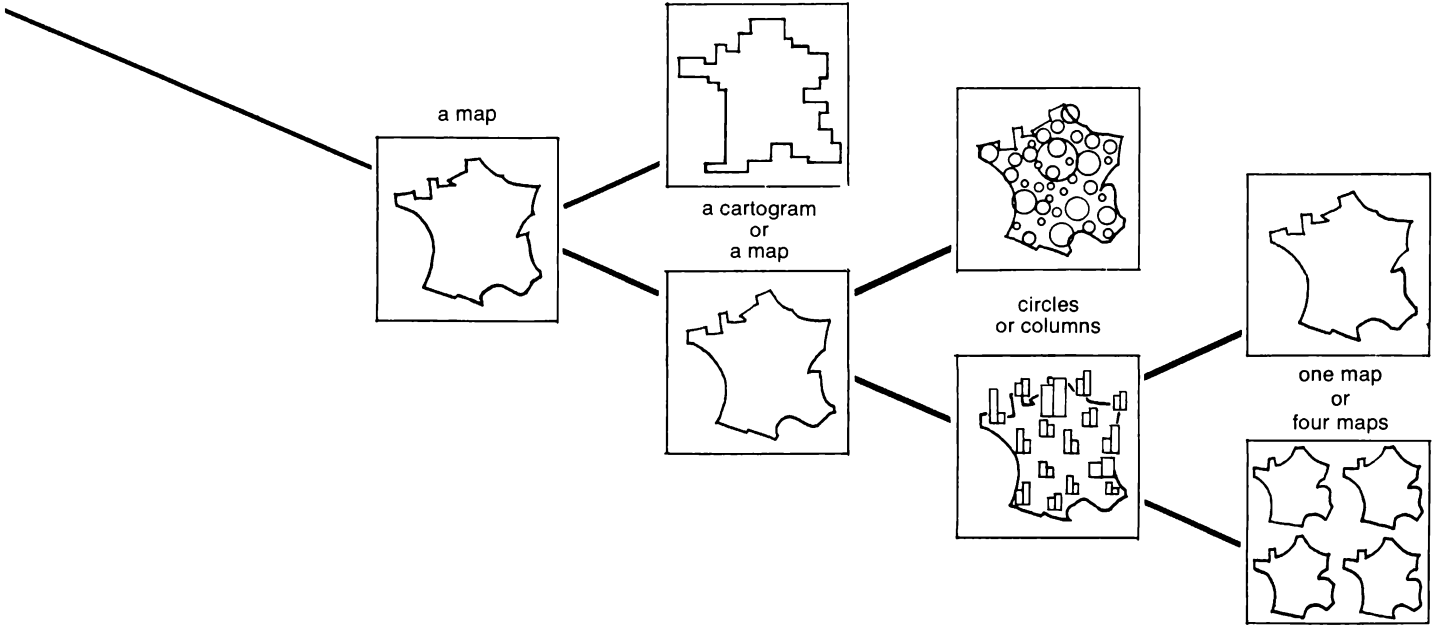 a map
a cartogram
or
a map
circles
or columns
one map
or
four maps